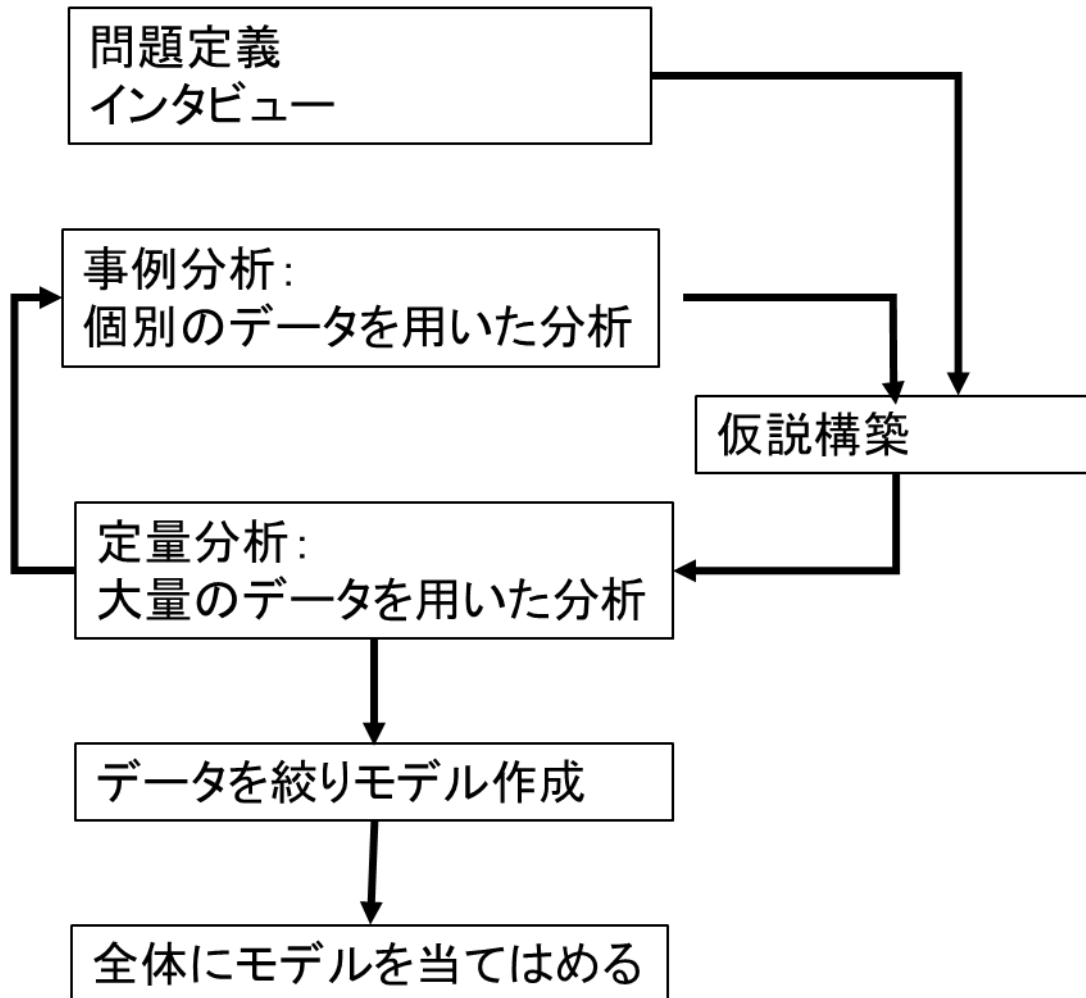 問題定義
インタビュー
事例分析：
個別のデータを用いた分析
仮説構築
定量分析：
大量のデータを用いた分析
データを絞りモデル作成
全体にモデルを当てはめる